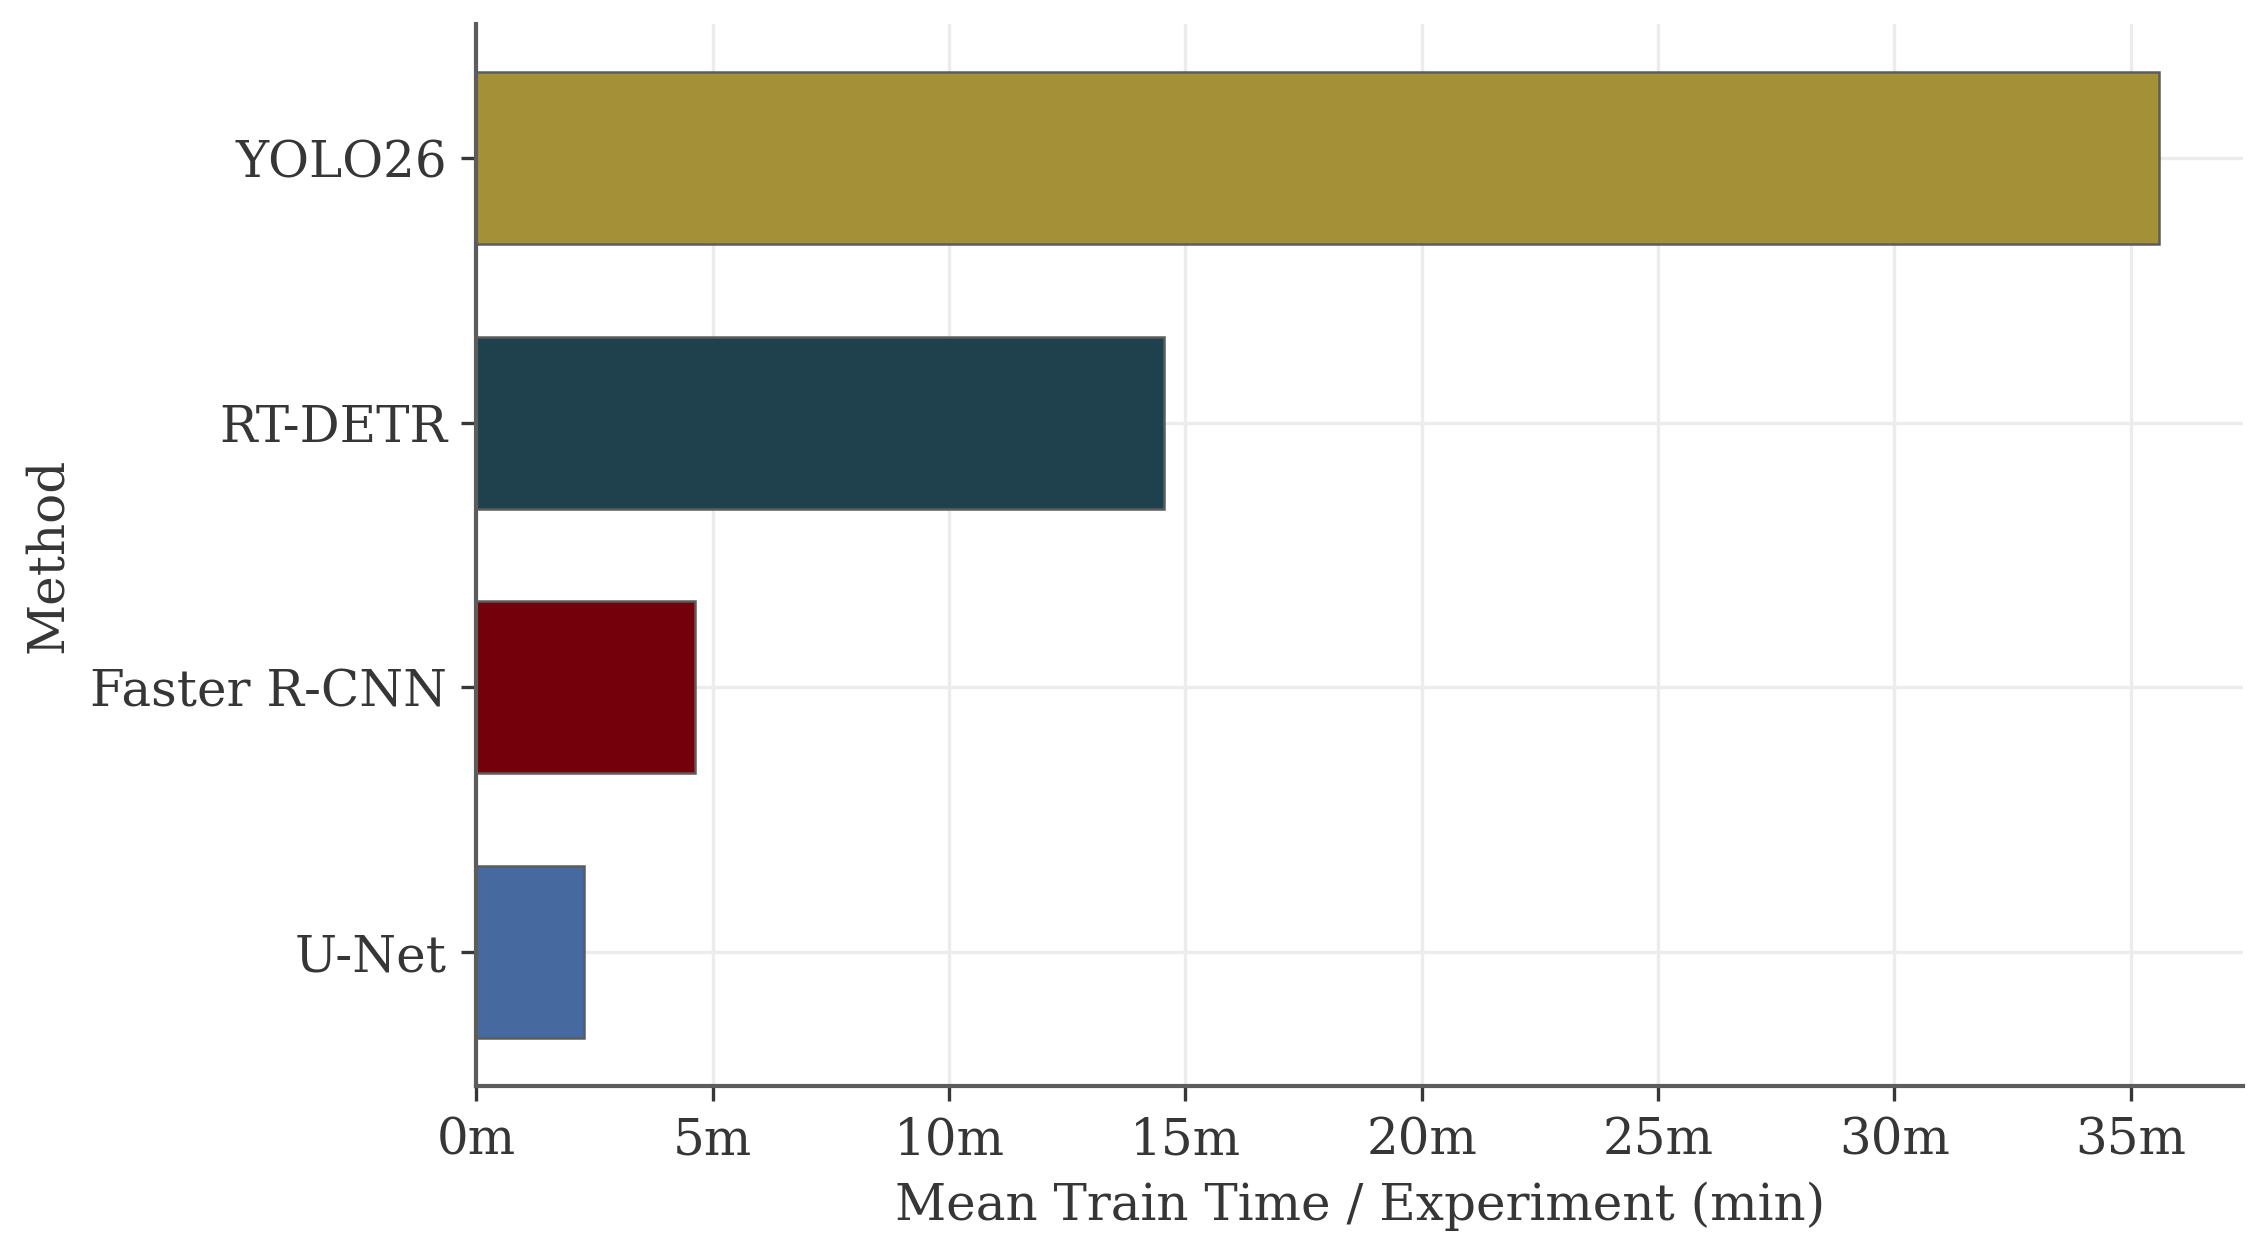 YOLO26
RT-DETR
Faster R-CNN
U-Net
Method
0m 5m 10m 15m 20m 25m 30m 35m
Mean Train Time / Experiment (min)